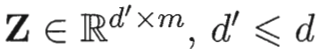 𝐙 ∈ ℝ^{d′×m}, d′ ⩽ d